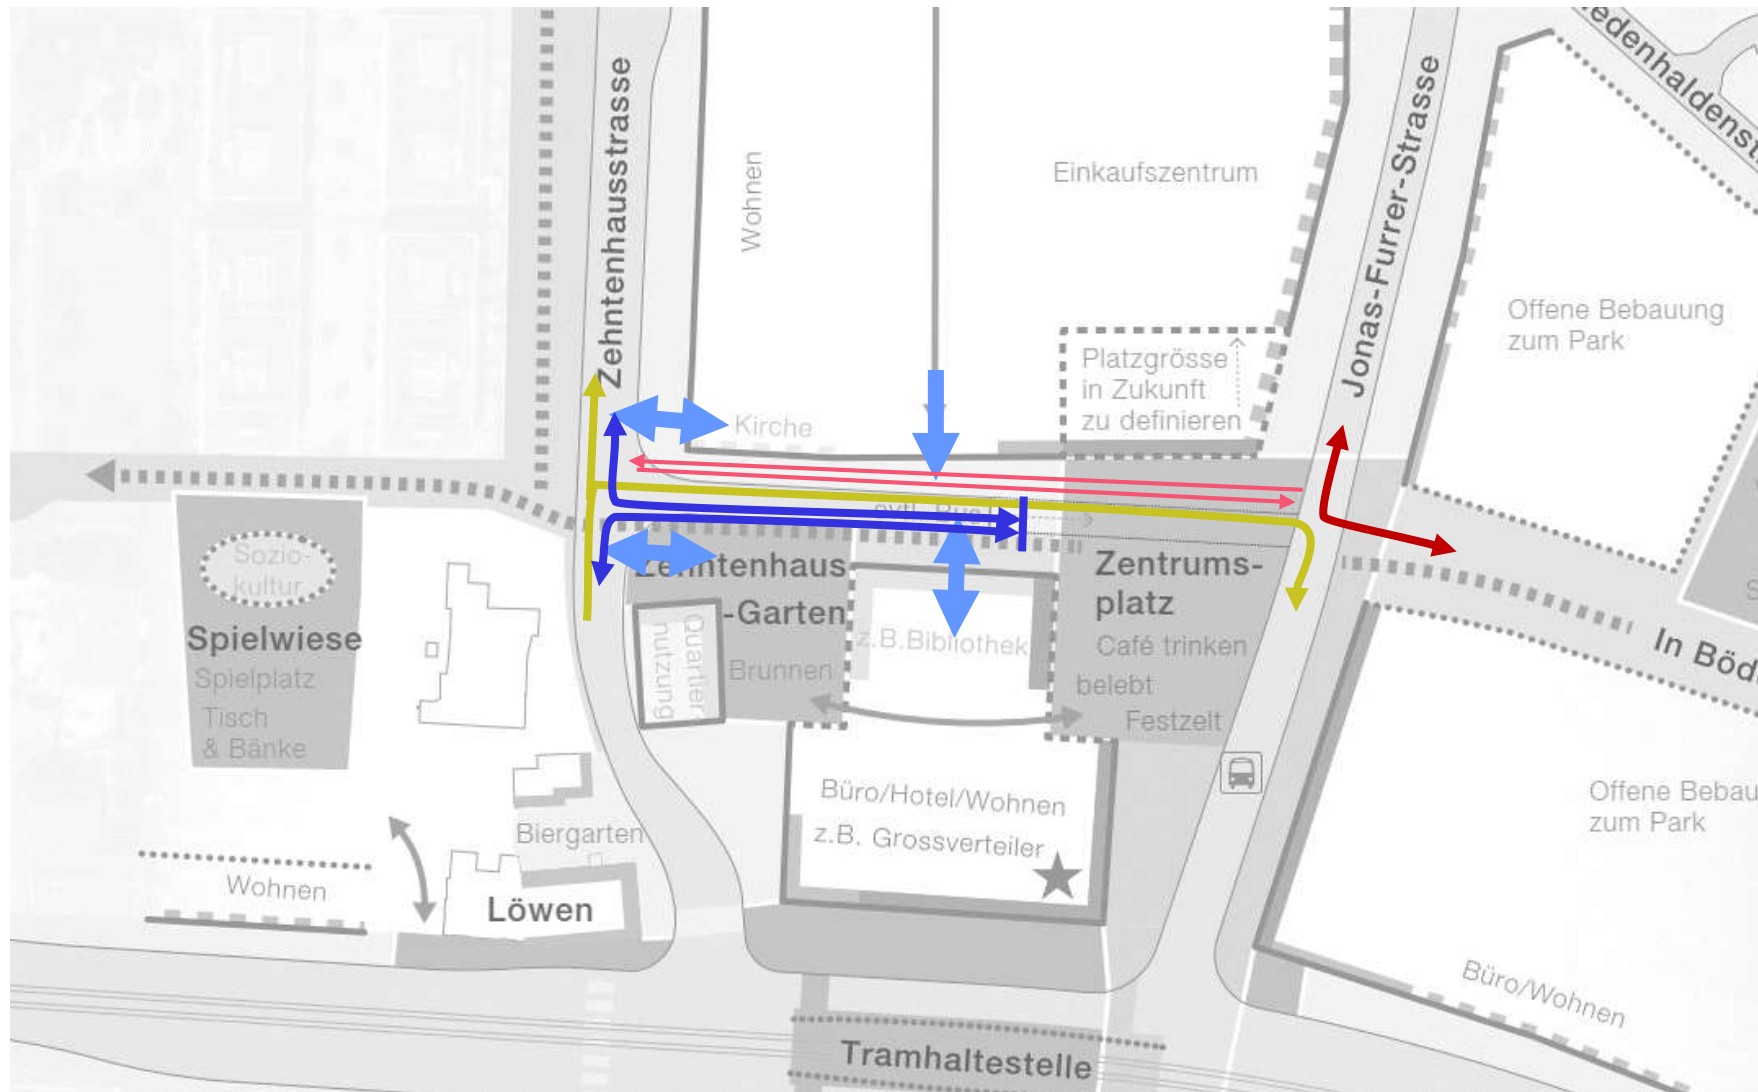 Zehntenhausstrasse
Wohnen
Einkaufszentrum
Jonas-Furrer-Strasse
Offene Bebauung
zum Park
Platzgrösse
in Zukunft
zu definieren
Kirche
evtl. Bus
Sozio-
kultur
Spielwiese
Spielplatz
Tisch
& Bänke
Zehntenhaus
-Garten
Quartier-
nutzung
Brunnen
z.B.Bibliothek
Zentrums-
platz
Café trinken
belebt
Festzelt
In Böd
Büro/Hotel/Wohnen
z.B. Grossverteiler
Offene Bebau
zum Park
Biergarten
Wohnen
Löwen
Büro/Wohnen
Tramhaltestelle